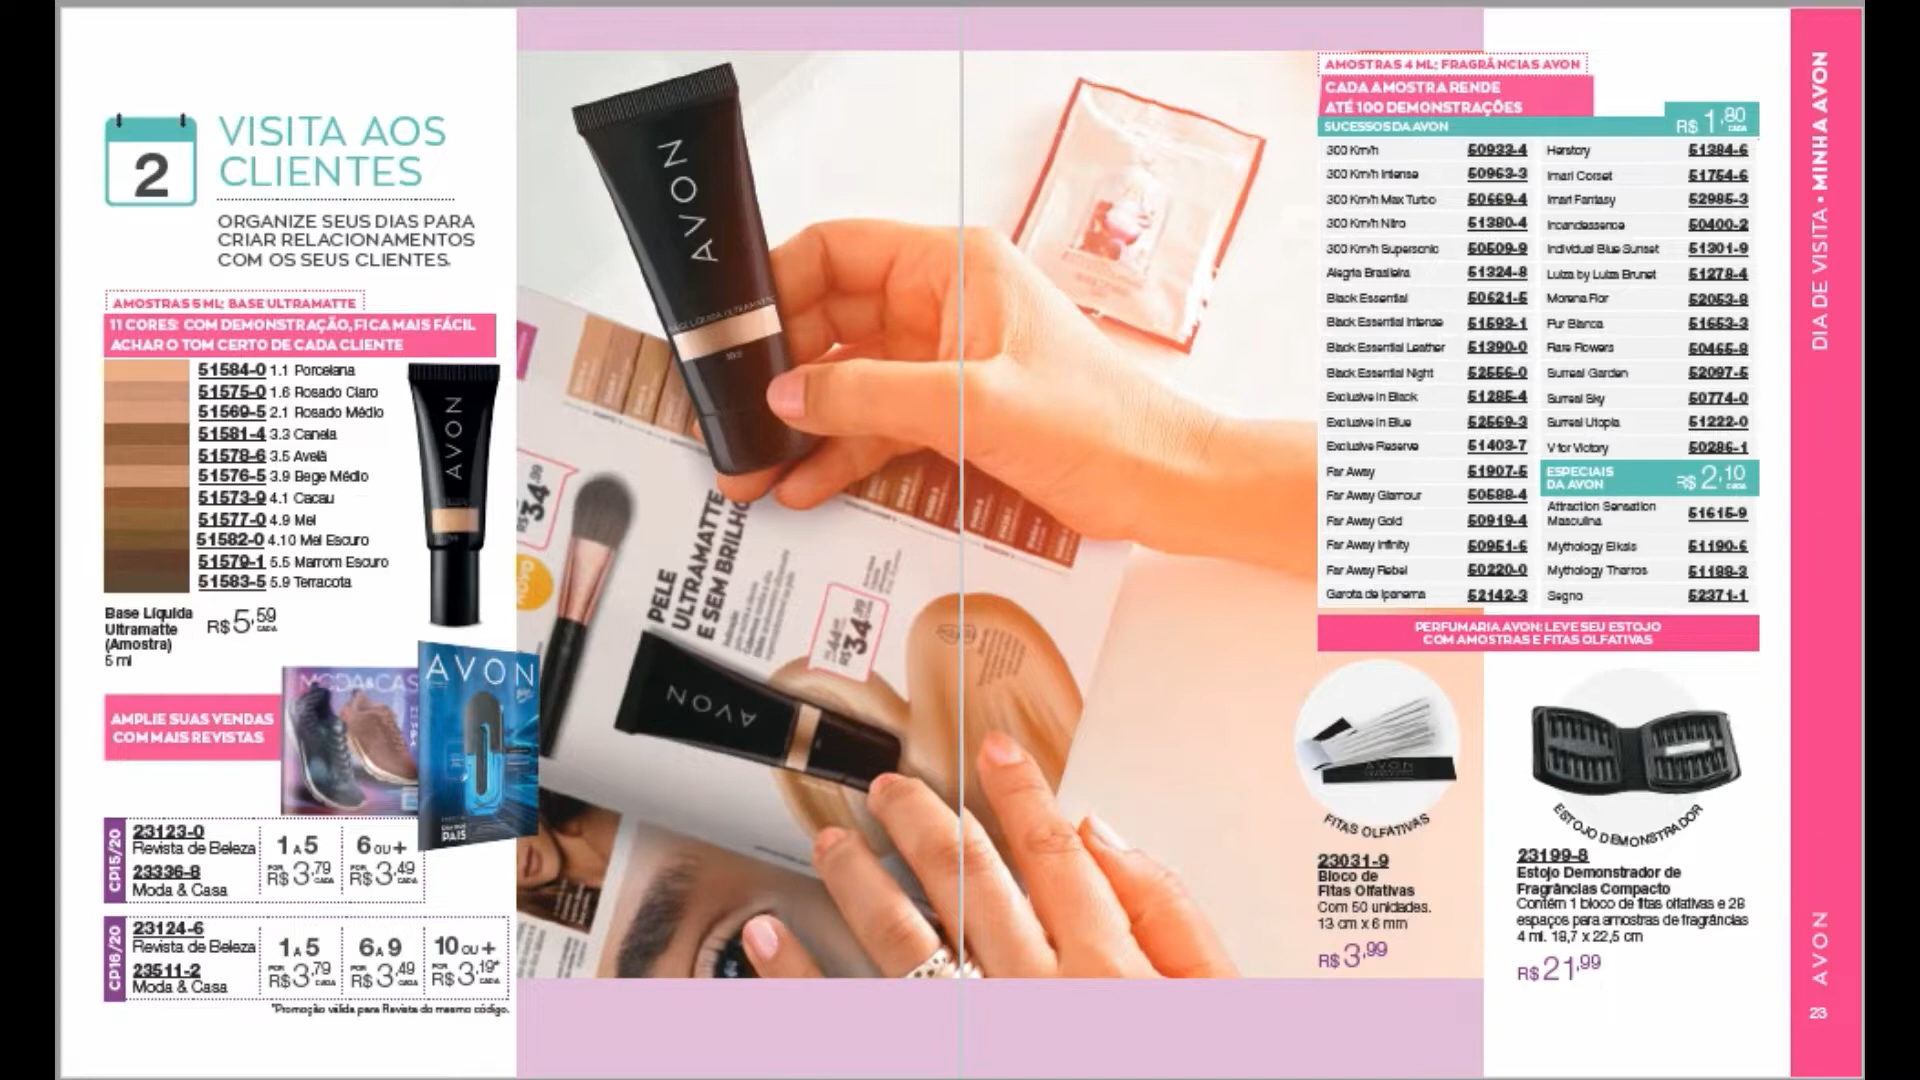 2
VISITA AOS
CLIENTES
ORGANIZE SEUS DIAS PARA
CRIAR RELACIONAMENTOS
COM OS SEUS CLIENTES.
AMOSTRAS 5 ML: BASE ULTRAMATTE
11 CORES: COM DEMONSTRAÇÃO, FICA MAIS FÁCIL
ACHAR O TOM CERTO DE CADA CLIENTE
51584-0 1.1 Porcelana
51575-0 1.6 Rosado Claro
51569-5 2.1 Rosado Médio
51581-4 3.3 Canela
51578-6 3.5 Avelã
51576-5 3.9 Bege Médio
51573-9 4.1 Cacau
51577-0 4.9 Mel
51582-0 4.10 Mel Escuro
51579-1 5.5 Marrom Escuro
51583-5 5.9 Terracota
AVON
Base Líquida
Ultramatte
(Amostra)
5 ml
R$ 5,59 CADA
AMPLIE SUAS VENDAS
COM MAIS REVISTAS
MODA & CAS
AVON
PAIS
CP15/20
23123-0
Revista de Beleza
23336-8
Moda & Casa
1 A 5
POR R$ 3,79 CADA
6 OU +
POR R$ 3,49 CADA
CP16/20
23124-6
Revista de Beleza
23511-2
Moda & Casa
1 A 5
POR R$ 3,79 CADA
6 A 9
POR R$ 3,49 CADA
10 OU +
POR R$ 3,19* CADA
*Promoção válida para Revista do mesmo código.
AVON
BASE LÍQUIDA ULTRAMATTE
R$ 34,99
NOVO
PELE
ULTRAMATTE
E SEM BRILHO
R$ 34,99
AVON
AMOSTRAS 4 ML: FRAGRÂNCIAS AVON
CADA AMOSTRA RENDE
ATÉ 100 DEMONSTRAÇÕES
SUCESSOS DA AVON
R$ 1,80 CADA
300 Km/h 50933-4
300 Km/h Intense 50963-3
300 Km/h Max Turbo 50669-4
300 Km/h Nitro 51380-4
300 Km/h Supersonic 50509-9
Alegria Brasileira 51324-8
Black Essential 50621-5
Black Essential Intense 51593-1
Black Essential Leather 51390-0
Black Essential Night 52556-0
Exclusive in Black 51285-4
Exclusive in Blue 52569-3
Exclusive Reserve 51403-7
Far Away 51907-5
Far Away Glamour 50588-4
Far Away Gold 50919-4
Far Away Infinity 50951-6
Far Away Rebel 50220-0
Garota de Ipanema 52142-3
Herstory 51384-6
Imari Corset 51754-6
Imari Fantasy 52985-3
Incandessence 50400-2
Individual Blue Sunset 51301-9
Luiza by Luiza Brunet 51278-4
Morena Flor 52053-8
Pur Blanca 51653-3
Rare Flowers 50465-8
Surreal Garden 52097-5
Surreal Sky 50774-0
Surreal Utopia 51222-0
V for Victory 50286-1
ESPECIAIS
DA AVON
R$ 2,10 CADA
Attraction Sensation
Masculina 51615-9
Mythology Eiksis 51190-6
Mythology Tharros 51188-3
Segno 52371-1
PERFUMARIA AVON: LEVE SEU ESTOJO
COM AMOSTRAS E FITAS OLFATIVAS
AVON
FITAS OLFATIVAS
23031-9
Bloco de
Fitas Olfativas
Com 50 unidades.
13 cm x 6 mm
R$ 3,99
ESTOJO DEMONSTRADOR
23199-8
Estojo Demonstrador de
Fragrâncias Compacto
Contém 1 bloco de fitas olfativas e 28
espaços para amostras de fragrâncias
4 ml. 18,7 x 22,5 cm
R$ 21,99
DIA DE VISITA • MINHA AVON
AVON
23